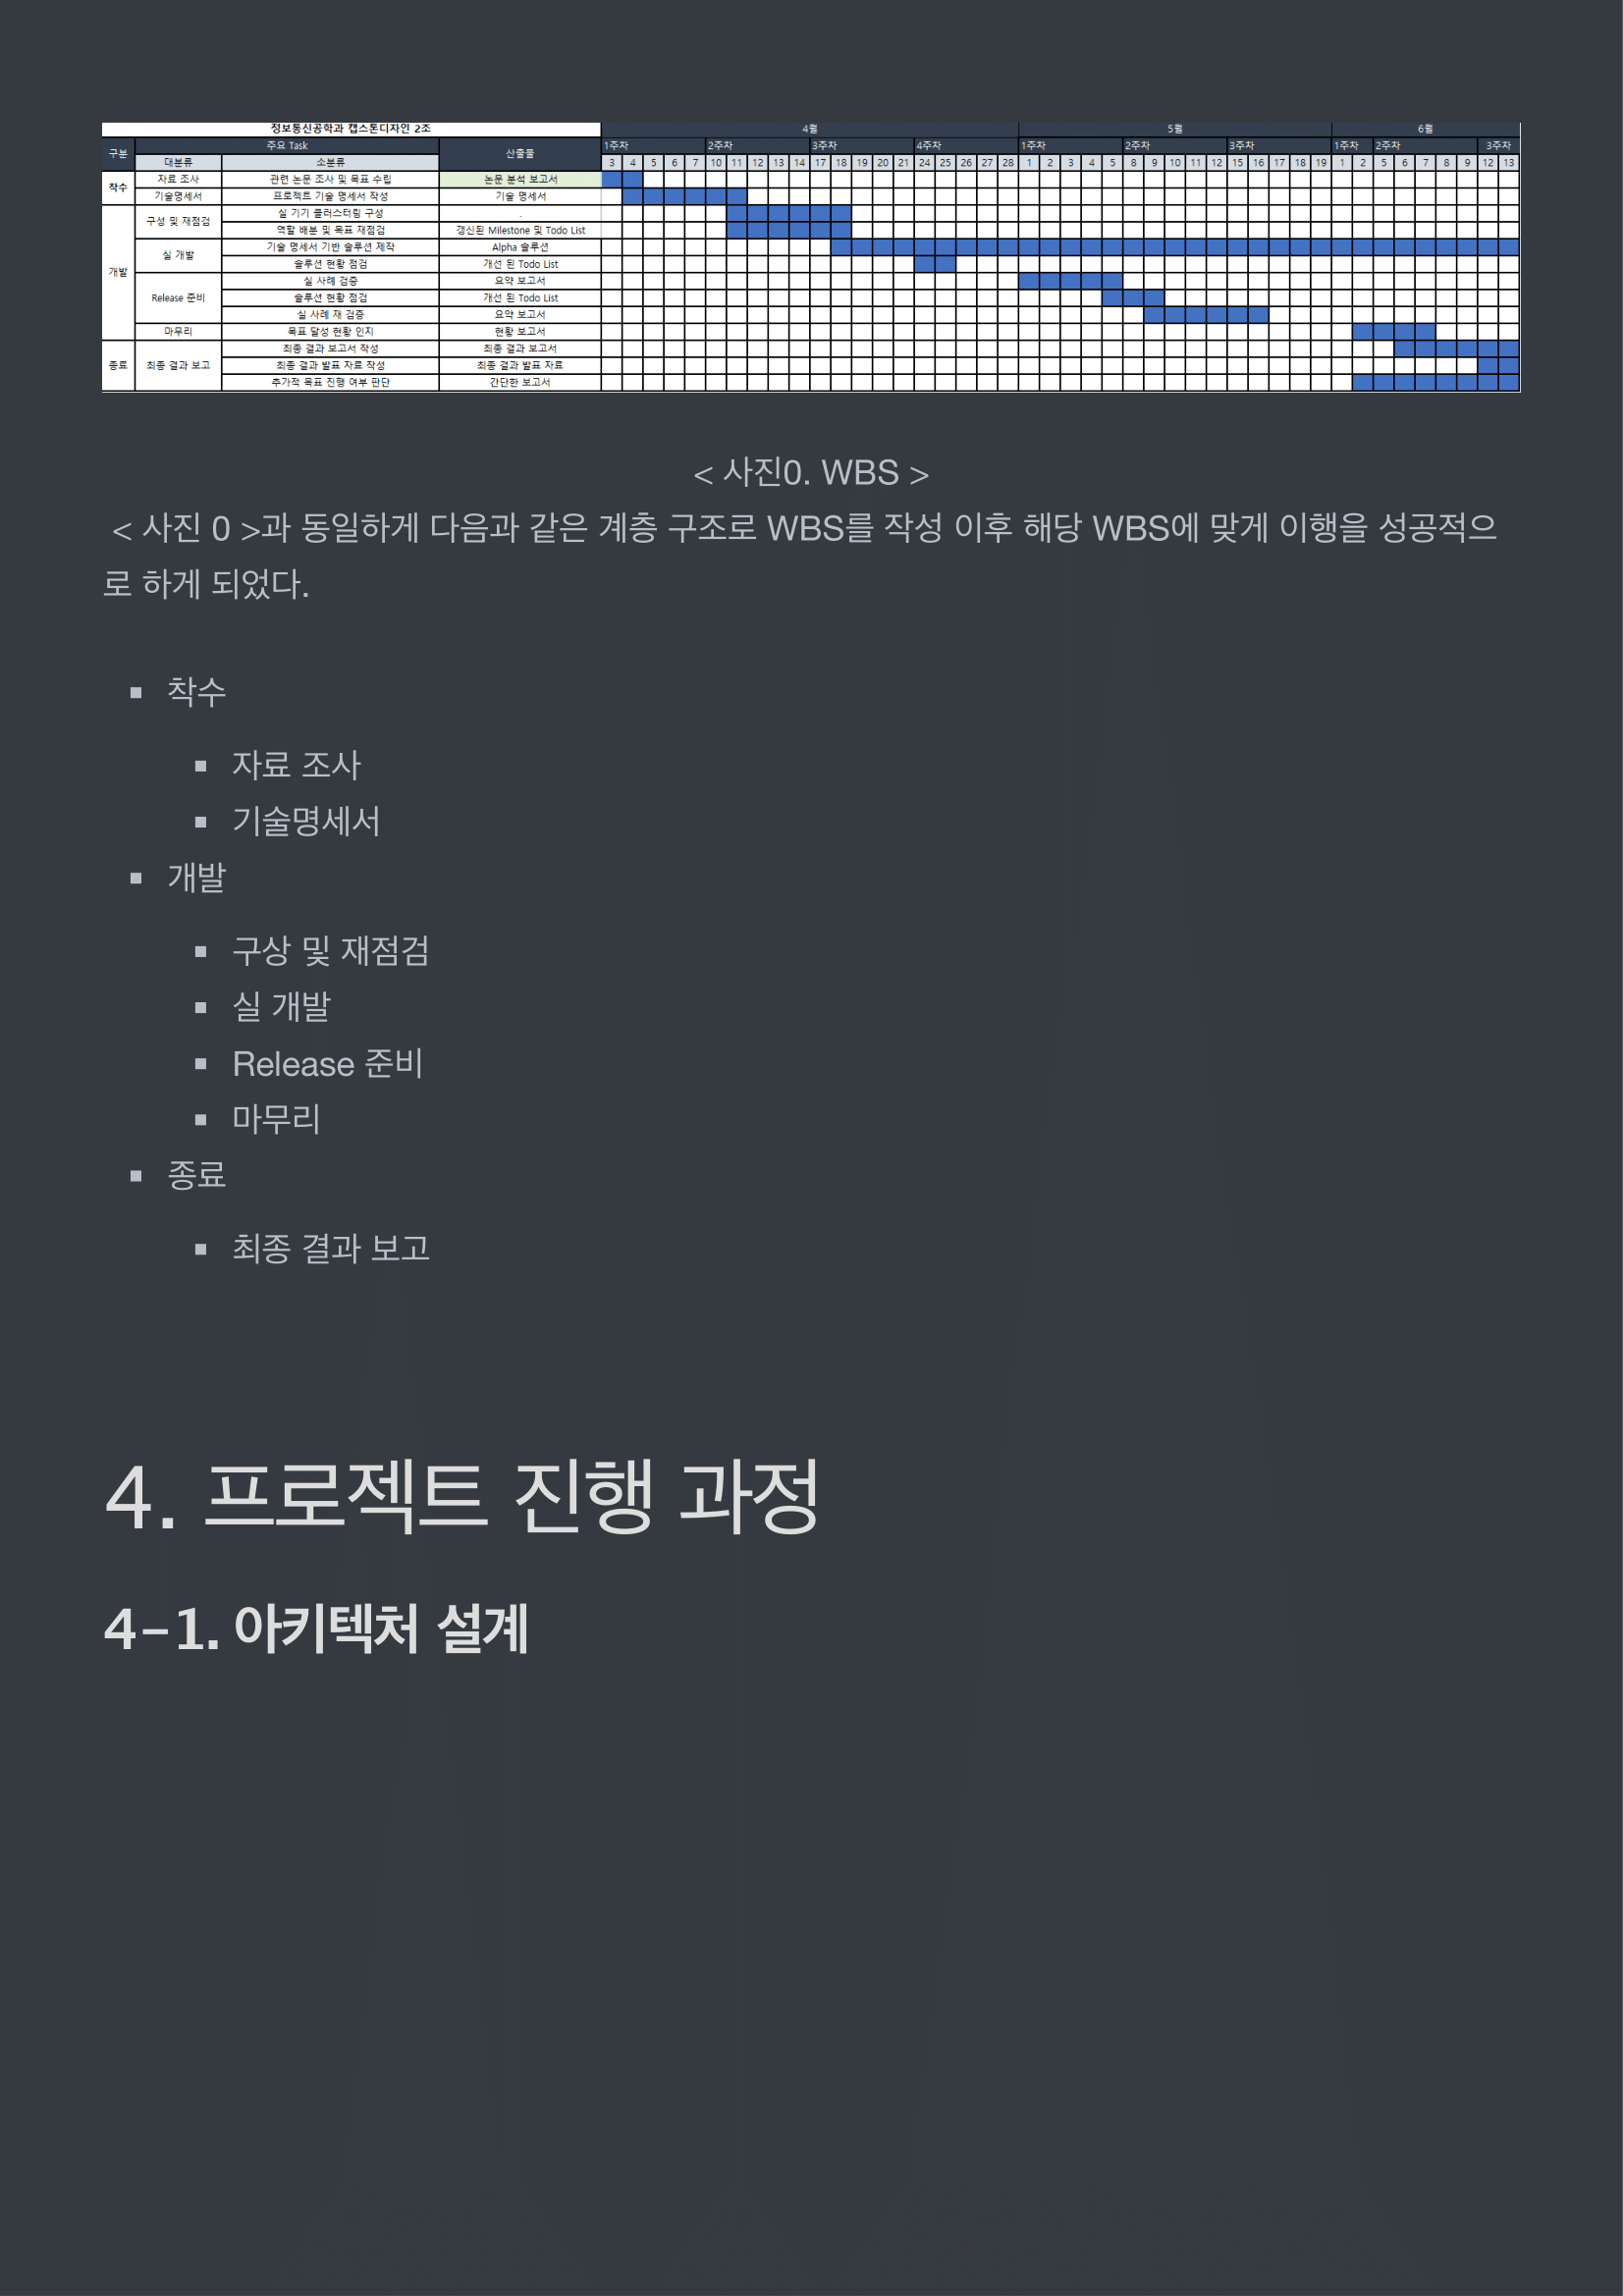 정보통신공학과 캡스톤디자인 2조 4월 5월 6월
구분 주요 Task 산출물 1주차 2주차 3주차 4주차 1주차 2주차 3주차 1주차 2주차 3주차
대분류 소분류 3 4 5 6 7 10 11 12 13 14 17 18 19 20 21 24 25 26 27 28 1 2 3 4 5 8 9 10 11 12 15 16 17 18 19 1 2 5 6 7 8 9 12 13
착수 자료 조사 관련 논문 조사 및 목표 수립 논문 분석 보고서
기술명세서 프로젝트 기술 명세서 작성 기술 명세서
개발 구성 및 재점검 실 기기 클러스터링 구성 .
역할 배분 및 목표 재점검 갱신된 Milestone 및 Todo List
실 개발 기술 명세서 기반 솔루션 제작 Alpha 솔루션
솔루션 현황 점검 개선 된 Todo List
Release 준비 실 사례 검증 요약 보고서
솔루션 현황 점검 개선 된 Todo List
실 사례 재 검증 요약 보고서
마무리 목표 달성 현황 인지 현황 보고서
종료 최종 결과 보고 최종 결과 보고서 작성 최종 결과 보고서
최종 결과 발표 자료 작성 최종 결과 발표 자료
추가적 목표 진행 여부 판단 간단한 보고서
< 사진0. WBS >
< 사진 0 >과 동일하게 다음과 같은 계층 구조로 WBS를 작성 이후 해당 WBS에 맞게 이행을 성공적으
로 하게 되었다.
▪ 착수
▪ 자료 조사
▪ 기술명세서
▪ 개발
▪ 구상 및 재점검
▪ 실 개발
▪ Release 준비
▪ 마무리
▪ 종료
▪ 최종 결과 보고
4. 프로젝트 진행 과정
4-1. 아키텍처 설계